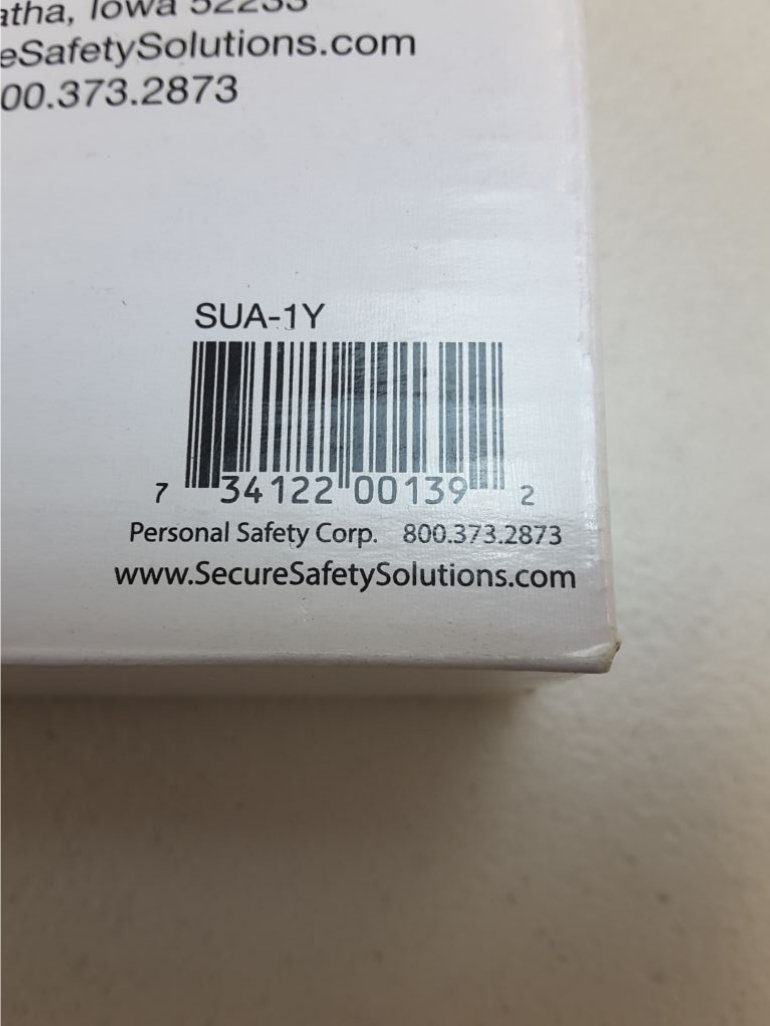 atha, Iowa 52233
eSafetySolutions.com
00.373.2873
SUA-1Y
7 34122 00139 2
Personal Safety Corp. 800.373.2873
www.SecureSafetySolutions.com